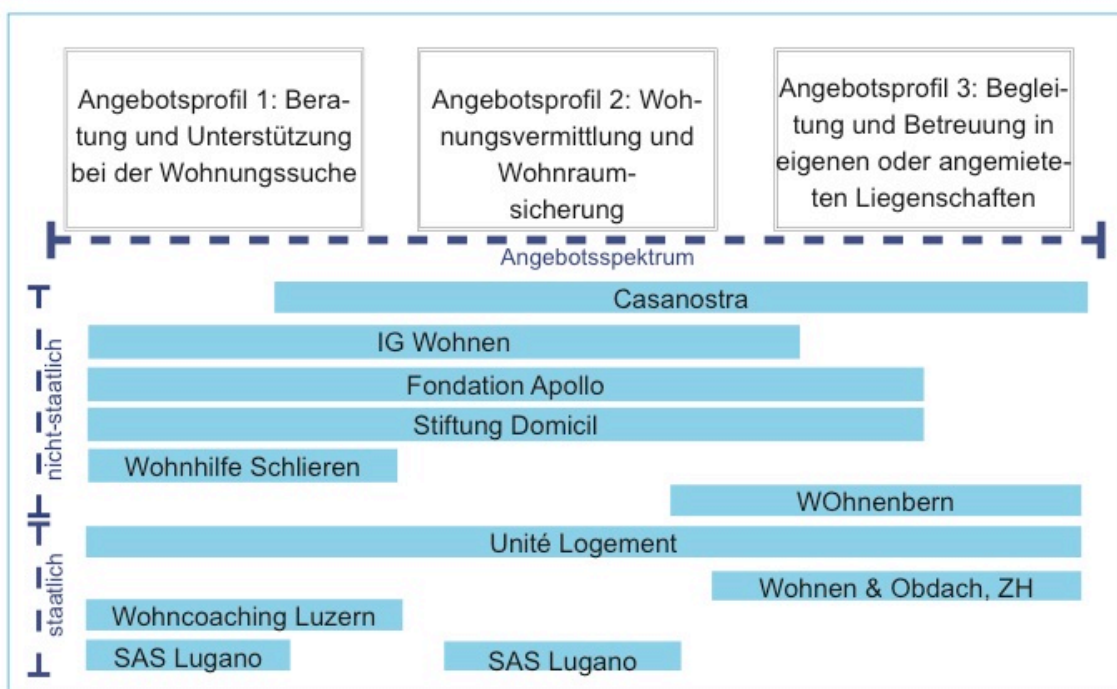 Angebotsprofil 1: Bera-
tung und Unterstützung
bei der Wohnungssuche
Angebotsprofil 2: Woh-
nungsvermittlung und
Wohnraum-
sicherung
Angebotsprofil 3: Beglei-
tung und Betreuung in
eigenen oder angemiete-
ten Liegenschaften
Angebotsspektrum
nicht-staatlich
Casanostra
IG Wohnen
Fondation Apollo
Stiftung Domicil
Wohnhilfe Schlieren
WOhnenbern
staatlich
Unité Logement
Wohnen & Obdach, ZH
Wohncoaching Luzern
SAS Lugano
SAS Lugano